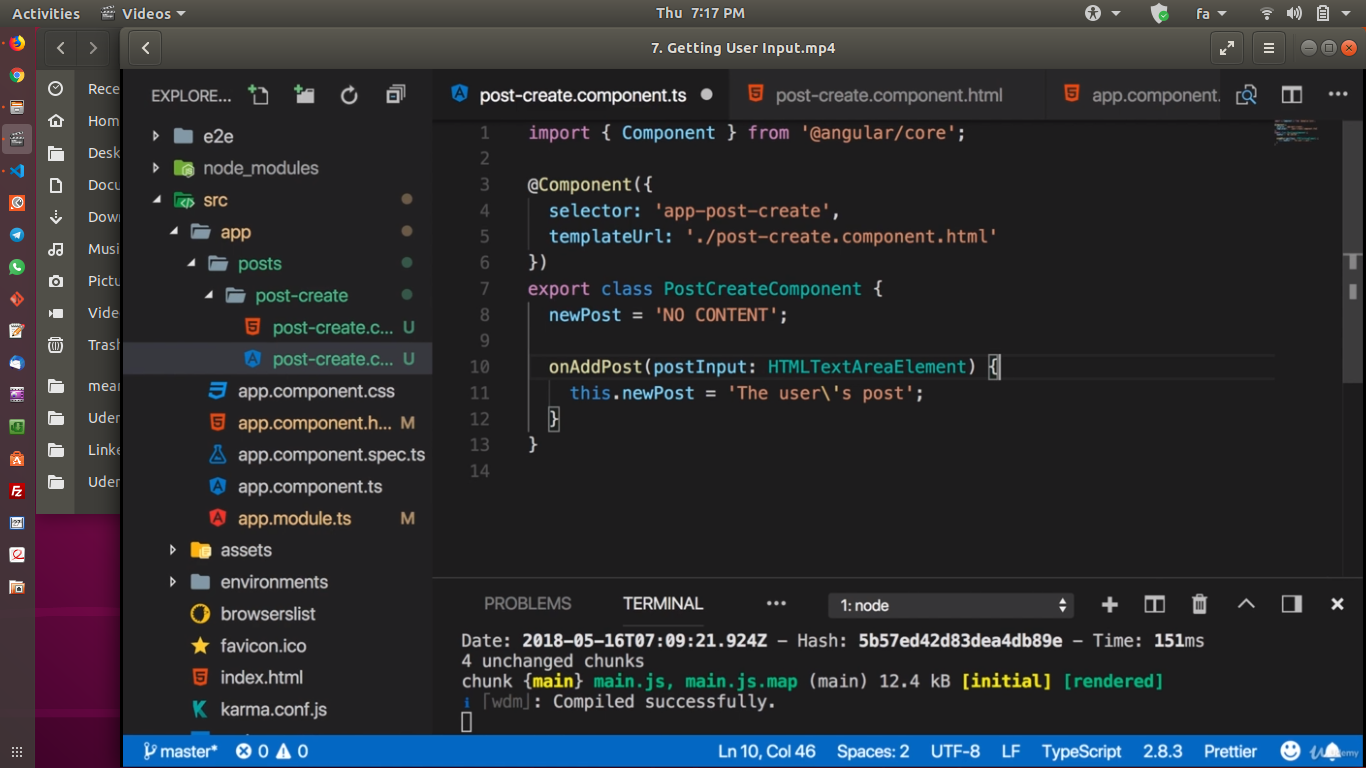 Activities Videos Thu 7:17 PM fa
7. Getting User Input.mp4
Rece
Hom
Desk
Docu
Dow
Musi
Pictu
Vide
Trash
mear
Uder
Linke
Uder
EXPLORE...
e2e
node_modules
src
app
posts
post-create
post-create.c... U
post-create.c... U
app.component.css
app.component.h... M
app.component.spec.ts
app.component.ts
app.module.ts M
assets
environments
browserslist
favicon.ico
index.html
karma.conf.js
post-create.component.ts post-create.component.html app.component.
1 import { Component } from '@angular/core';
2
3 @Component({
4 selector: 'app-post-create',
5 templateUrl: './post-create.component.html'
6 })
7 export class PostCreateComponent {
8 newPost = 'NO CONTENT';
9
10 onAddPost(postInput: HTMLTextAreaElement) {
11 this.newPost = 'The user\'s post';
12 }
13 }
14
PROBLEMS TERMINAL ••• 1: node
Date: 2018-05-16T07:09:21.924Z - Hash: 5b57ed42d83dea4db89e - Time: 151ms
4 unchanged chunks
chunk {main} main.js, main.js.map (main) 12.4 kB [initial] [rendered]
i ｢wdm｣: Compiled successfully.
master* 0 0 Ln 10, Col 46 Spaces: 2 UTF-8 LF TypeScript 2.8.3 Prettier